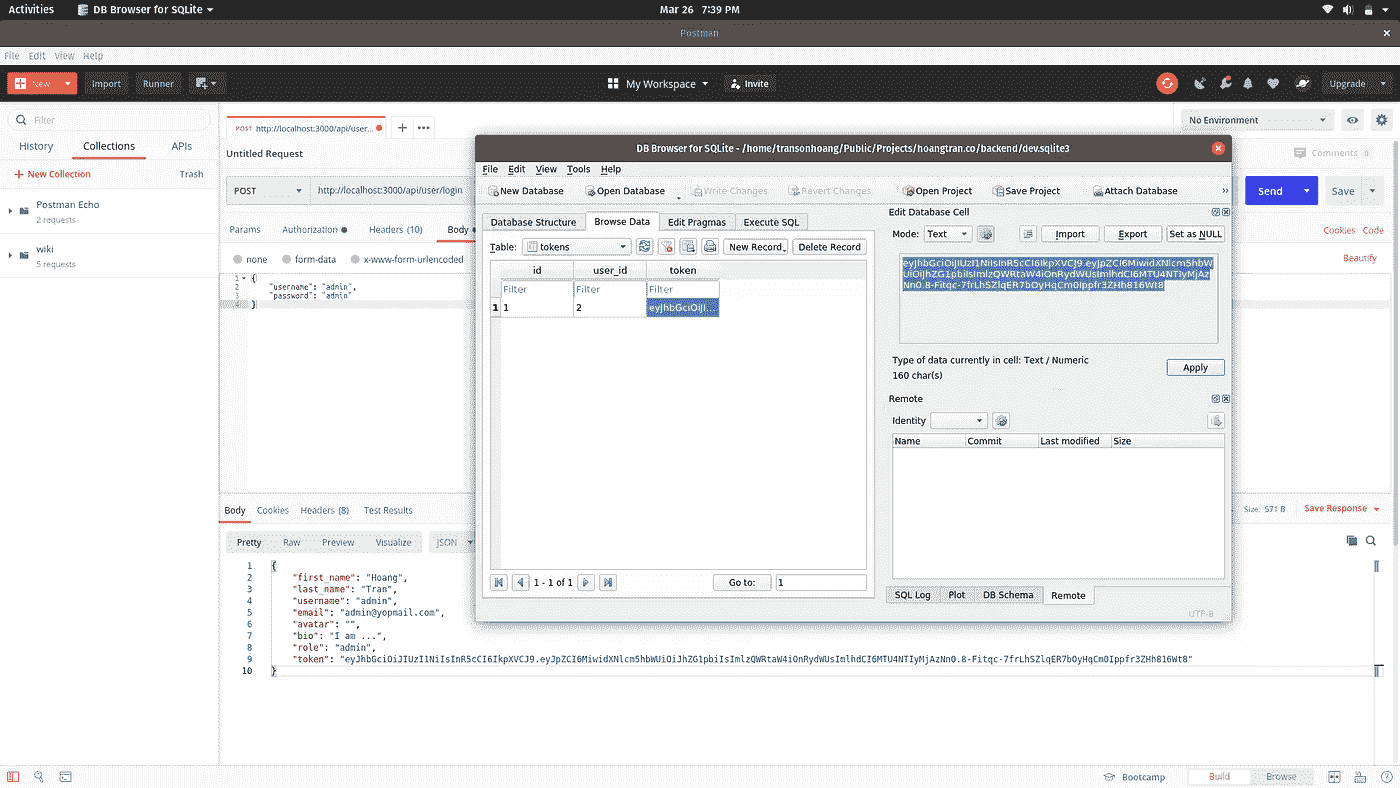 Activities DB Browser for SQLite Mar 26 7:39 PM
Postman
File Edit View Help
New Import Runner My Workspace Invite Upgrade
Filter
History Collections APIs
New Collection Trash
Postman Echo
2 requests
wiki
5 requests
POST http://localhost:3000/api/user...
No Environment
Untitled Request
Comments 0
POST http://localhost:3000/api/user/login
Send Save
Params Authorization Headers (10) Body
Cookies Code
none form-data x-www-form-urlencoded
Beautify
1 {
2 "username": "admin",
3 "password": "admin"
4 }
DB Browser for SQLite - /home/transonhoang/Public/Projects/hoangtran.co/backend/dev.sqlite3
File Edit View Tools Help
New Database Open Database Write Changes Revert Changes Open Project Save Project Attach Database
Database Structure Browse Data Edit Pragmas Execute SQL
Table: tokens New Record Delete Record
id user_id token
Filter Filter Filter
1 1 2 eyJhbGciOiJI...
1 - 1 of 1 Go to: 1
Edit Database Cell
Mode: Text Import Export Set as NULL
eyJhbGciOiJIUzI1NiIsInR5cCI6IkpXVCJ9.eyJpZCI6MiwidXNlcm5hbW
UiOiJhZG1pbiIsImlzQWRtaW4iOnRydWUsImlhdCI6MTU4NTIyMjAz
Nn0.8-Fitqc-7frLhSZlqER7bOyHqCm0Ippfr3ZHh816Wt8
Type of data currently in cell: Text / Numeric
160 char(s)
Apply
Remote
Identity
Name Commit Last modified Size
SQL Log Plot DB Schema Remote
UTF-8
Body Cookies Headers (8) Test Results
Size: 571 B Save Response
Pretty Raw Preview Visualize JSON
1 {
2 "first_name": "Hoang",
3 "last_name": "Tran",
4 "username": "admin",
5 "email": "admin@yopmail.com",
6 "avatar": "",
7 "bio": "I am ...",
8 "role": "admin",
9 "token": "eyJhbGciOiJIUzI1NiIsInR5cCI6IkpXVCJ9.eyJpZCI6MiwidXNlcm5hbWUiOiJhZG1pbiIsImlzQWRtaW4iOnRydWUsImlhdCI6MTU4NTIyMjAzNn0.8-Fitqc-7frLhSZlqER7bOyHqCm0Ippfr3ZHh816Wt8"
10 }
Bootcamp Build Browse